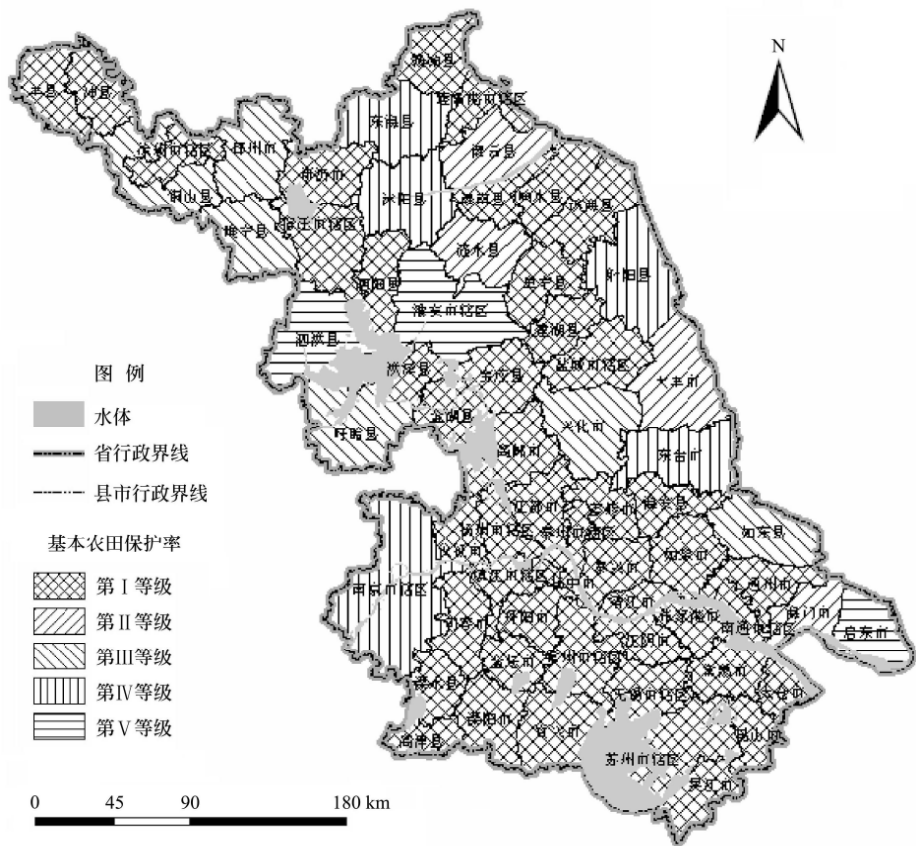 N
赣榆县
连云港市辖区
丰县
沛县
东海县
灌云县
徐州市辖区
邳州市
新沂市
铜山县
沭阳县
灌南县
响水县
滨海县
宿迁市辖区
睢宁县
涟水县
阜宁县
射阳县
泗阳县
淮安市辖区
建湖县
泗洪县
盐城市辖区
洪泽县
宝应县
大丰市
金湖县
盱眙县
兴化市
高邮市
东台市
江都市
姜堰市
海安县
扬州市辖区
泰州市辖区
如东县
仪征市
如皋市
南京市辖区
镇江市辖区
扬中市
泰兴市
通州市
靖江市
海门市
句容市
丹阳市
张家港市
南通市辖区
启东市
江阴市
金坛市
常州市辖区
常熟市
溧水县
无锡市辖区
太仓市
溧阳市
宜兴市
昆山市
高淳县
苏州市辖区
吴江市
图 例
水体
省行政界线
县市行政界线
基本农田保护率
第Ⅰ等级
第Ⅱ等级
第Ⅲ等级
第Ⅳ等级
第Ⅴ等级
0 45 90 180 km